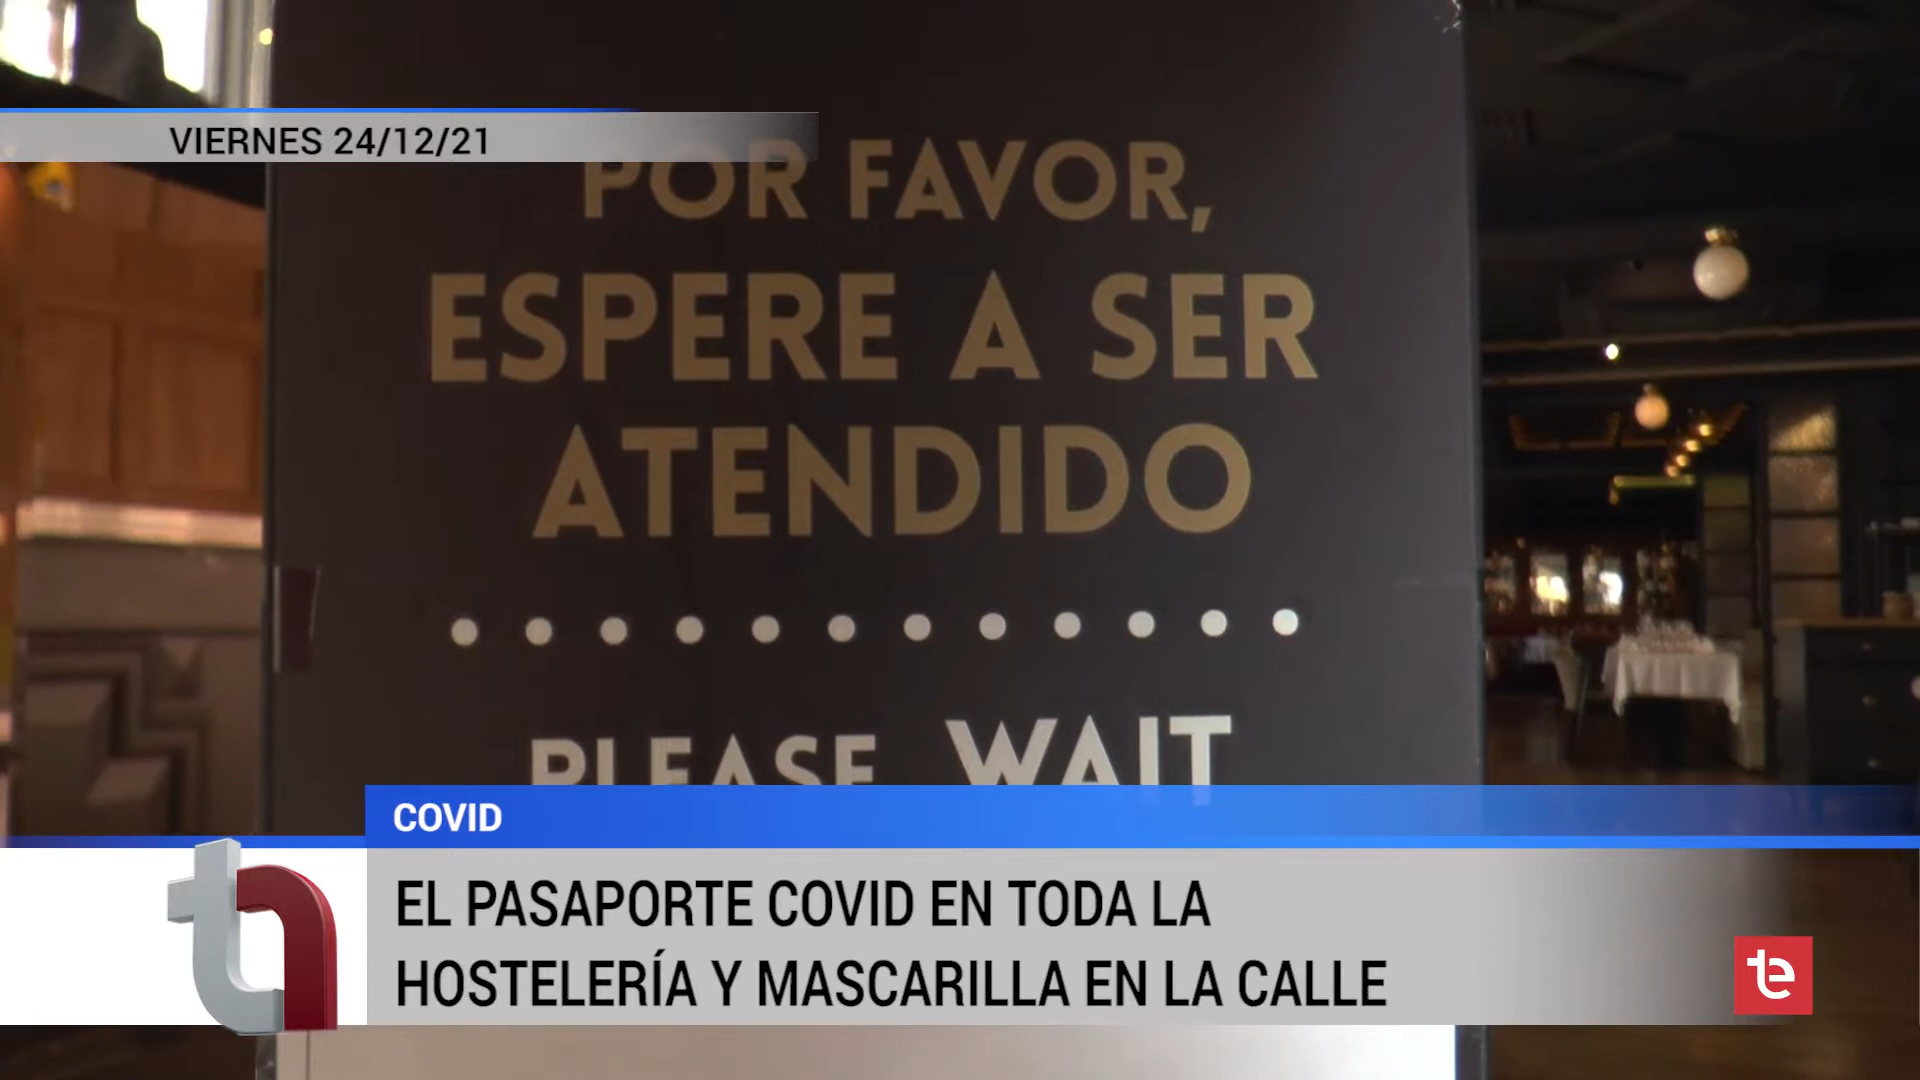 VIERNES 24/12/21
POR FAVOR,
ESPERE A SER
ATENDIDO
PLEASE WAIT
COVID
EL PASAPORTE COVID EN TODA LA
HOSTELERÍA Y MASCARILLA EN LA CALLE
te